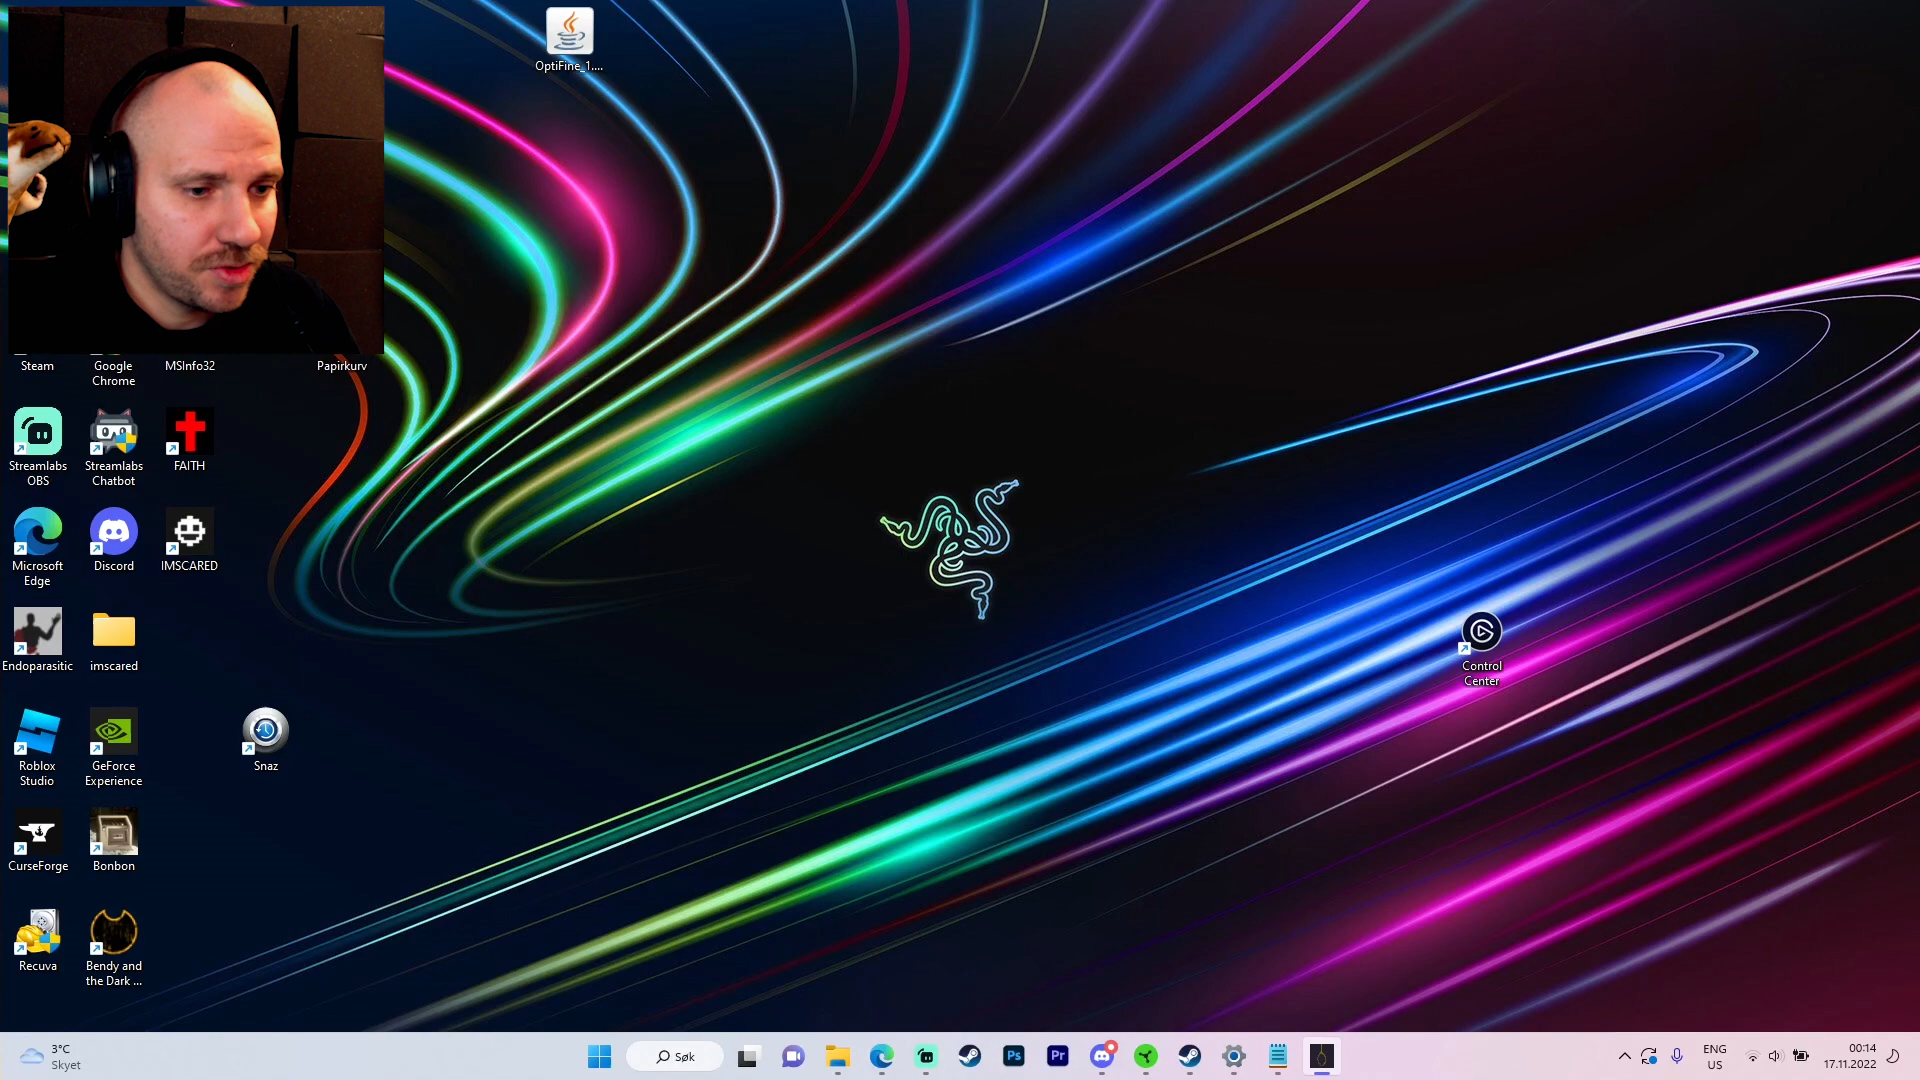 OptiFine_1....
Steam
Google
Chrome
MSInfo32
Papirkurv
Streamlabs
OBS
Streamlabs
Chatbot
FAITH
Microsoft
Edge
Discord
IMSCARED
Endoparasitic
imscared
Control
Center
Roblox
Studio
GeForce
Experience
Snaz
CurseForge
Bonbon
Recuva
Bendy and
the Dark ...
3°C
Skyet
Søk
Ps
Pr
ENG
US
00:14
17.11.2022